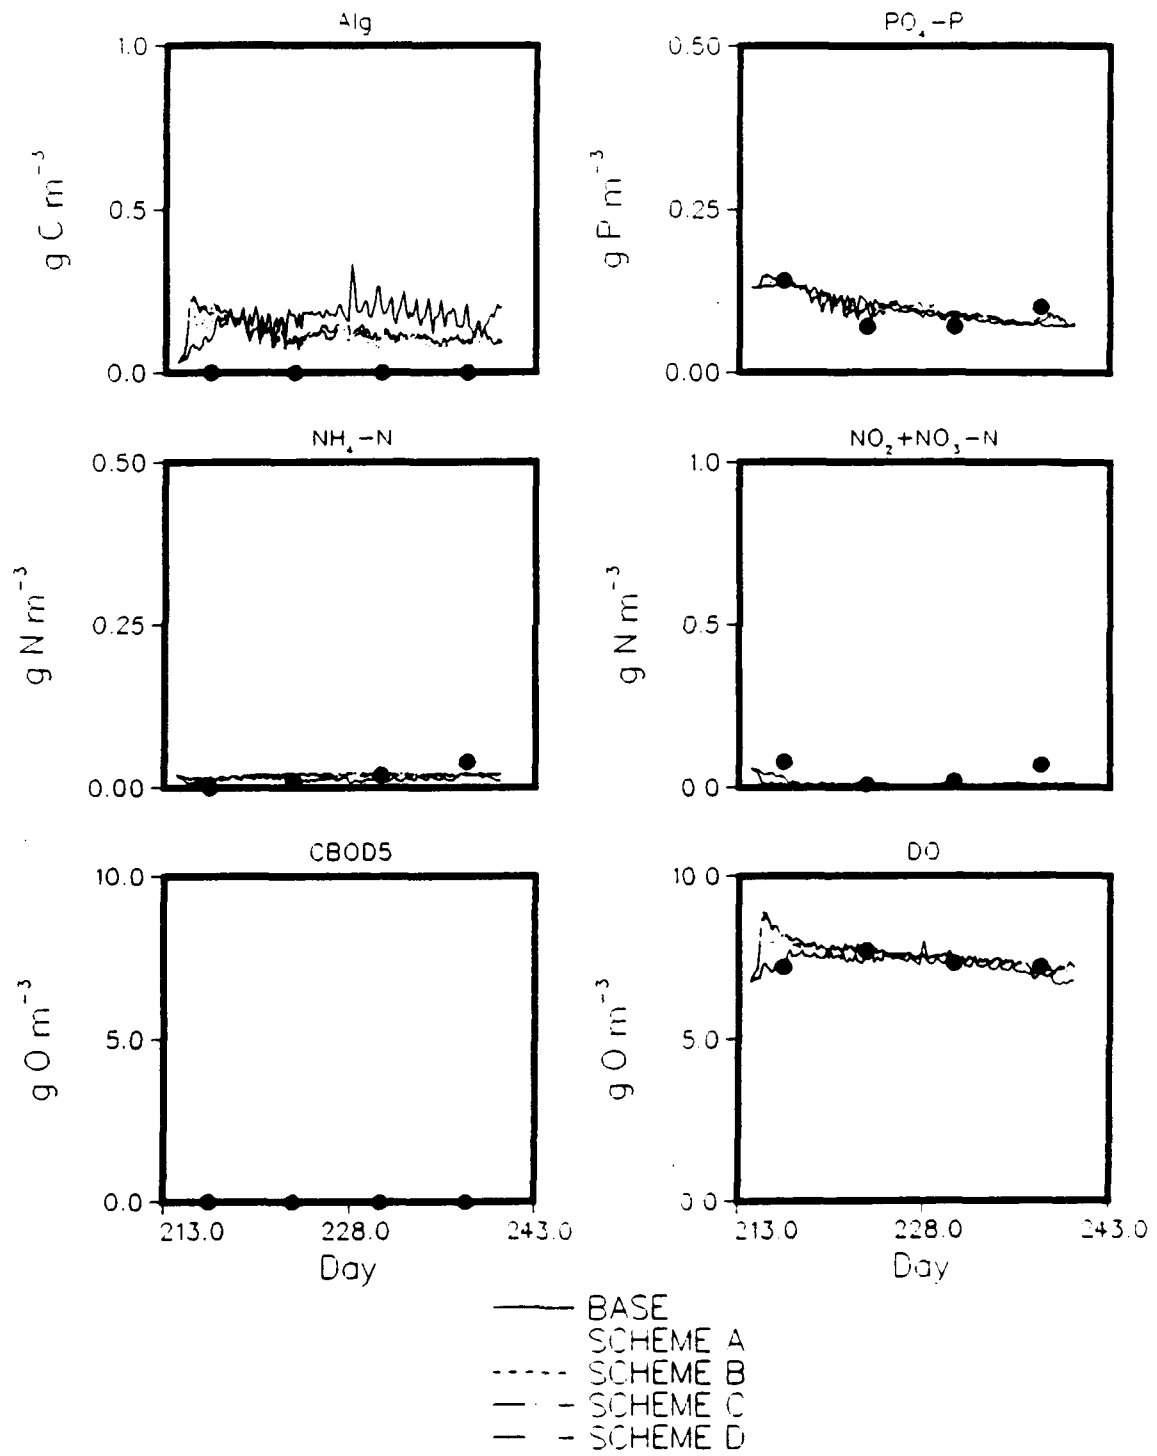 Alg
PO₄-P
1.0
0.5
0.0
g C m⁻³
0.50
0.25
0.00
g P m⁻³
NH₄-N
NO₂+NO₃-N
0.50
0.25
0.00
g N m⁻³
1.0
0.5
0.0
g N m⁻³
CBOD5
DO
10.0
5.0
0.0
g O m⁻³
10.0
5.0
0.0
g O m⁻³
213.0 228.0 243.0
Day
213.0 228.0 243.0
Day
BASE
SCHEME A
SCHEME B
SCHEME C
SCHEME D